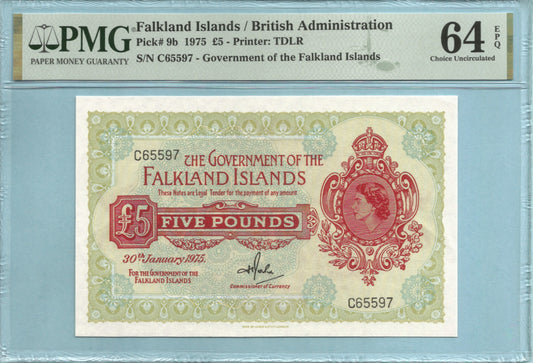 PMG
PAPER MONEY GUARANTY
Falkland Islands / British Administration
Pick# 9b 1975 £5 - Printer: TDLR
S/N C65597 - Government of the Falkland Islands
64 EPQ
Choice Uncirculated
C65597
THE GOVERNMENT OF THE
FALKLAND ISLANDS
These Notes are Legal Tender for the payment of any amount.
£5 FIVE POUNDS
30th January 1975.
FOR THE GOVERNMENT OF THE
FALKLAND ISLANDS
Commissioner of Currency
C65597